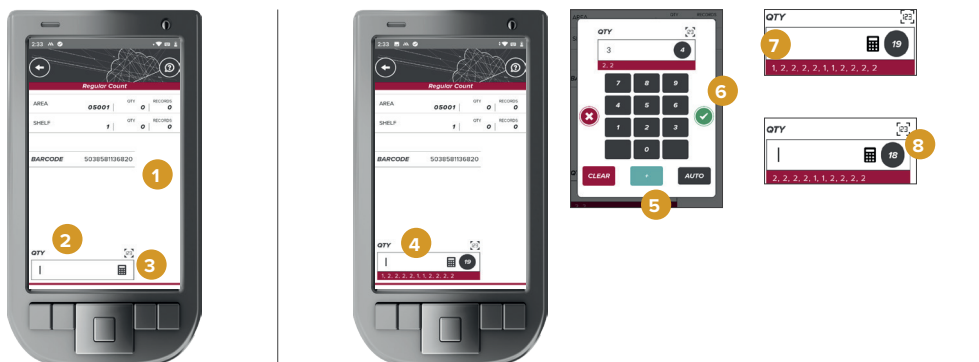 2:33
Regular Count
AREA 05001 QTY 0 RECORDS 0
SHELF 1 QTY 0 RECORDS 0
BARCODE 5038581136820
1
2
QTY 123
3
2:33
Regular Count
AREA 05001 QTY 0 RECORDS 0
SHELF 1 QTY 0 RECORDS 0
BARCODE 5038581136820
4
QTY 123
19
1, 2, 2, 2, 2, 1, 1, 2, 2, 2, 2
QTY 123
3 4
2, 2
7 8 9
4 5 6
1 2 3
0
CLEAR + AUTO
5
6
QTY 123
7
19
1, 2, 2, 2, 2, 1, 1, 2, 2, 2, 2
QTY 123
8
18
2, 2, 2, 2, 1, 1, 2, 2, 2, 2